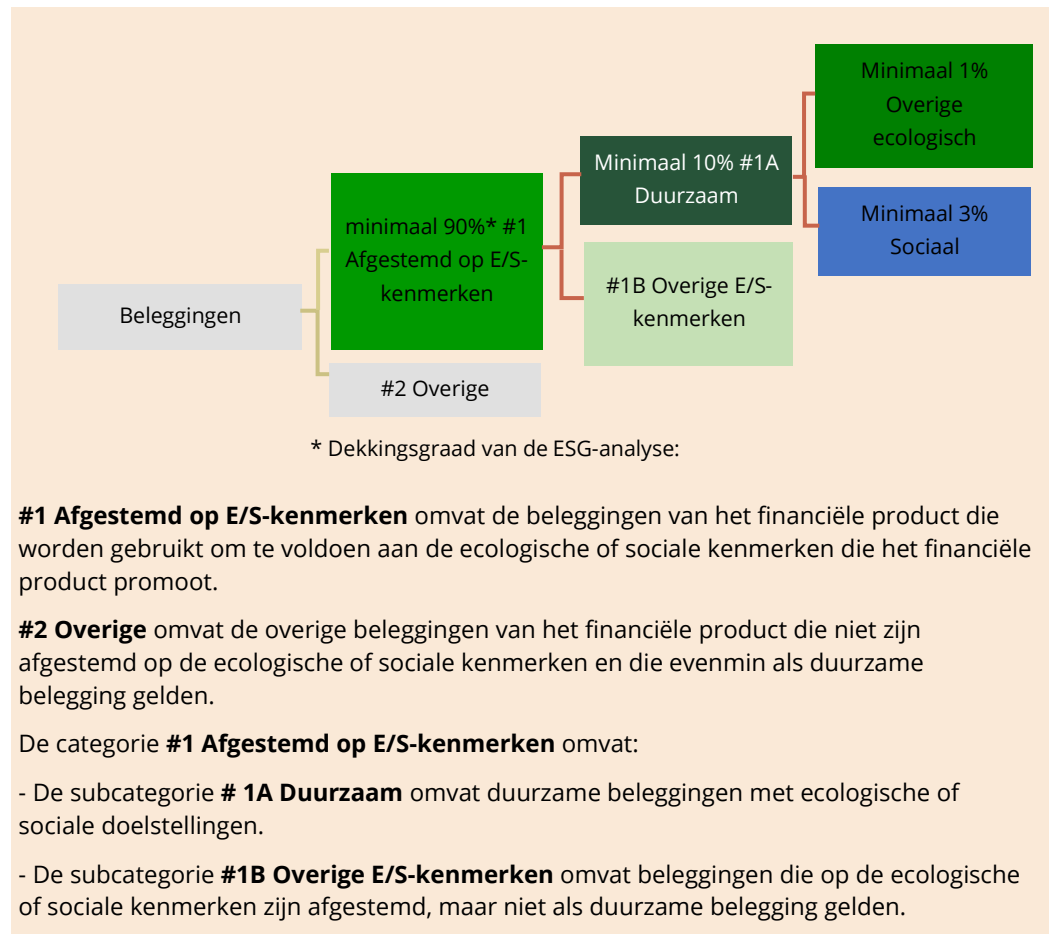 Beleggingen
minimaal 90%* #1
Afgestemd op E/S-
kenmerken
#2 Overige
Minimaal 10% #1A
Duurzaam
#1B Overige E/S-
kenmerken
Minimaal 1%
Overige
ecologisch
Minimaal 3%
Sociaal
* Dekkingsgraad van de ESG-analyse:
#1 Afgestemd op E/S-kenmerken omvat de beleggingen van het financiële product die
worden gebruikt om te voldoen aan de ecologische of sociale kenmerken die het financiële
product promoot.
#2 Overige omvat de overige beleggingen van het financiële product die niet zijn
afgestemd op de ecologische of sociale kenmerken en die evenmin als duurzame
belegging gelden.
De categorie #1 Afgestemd op E/S-kenmerken omvat:
- De subcategorie # 1A Duurzaam omvat duurzame beleggingen met ecologische of
sociale doelstellingen.
- De subcategorie #1B Overige E/S-kenmerken omvat beleggingen die op de ecologische
of sociale kenmerken zijn afgestemd, maar niet als duurzame belegging gelden.